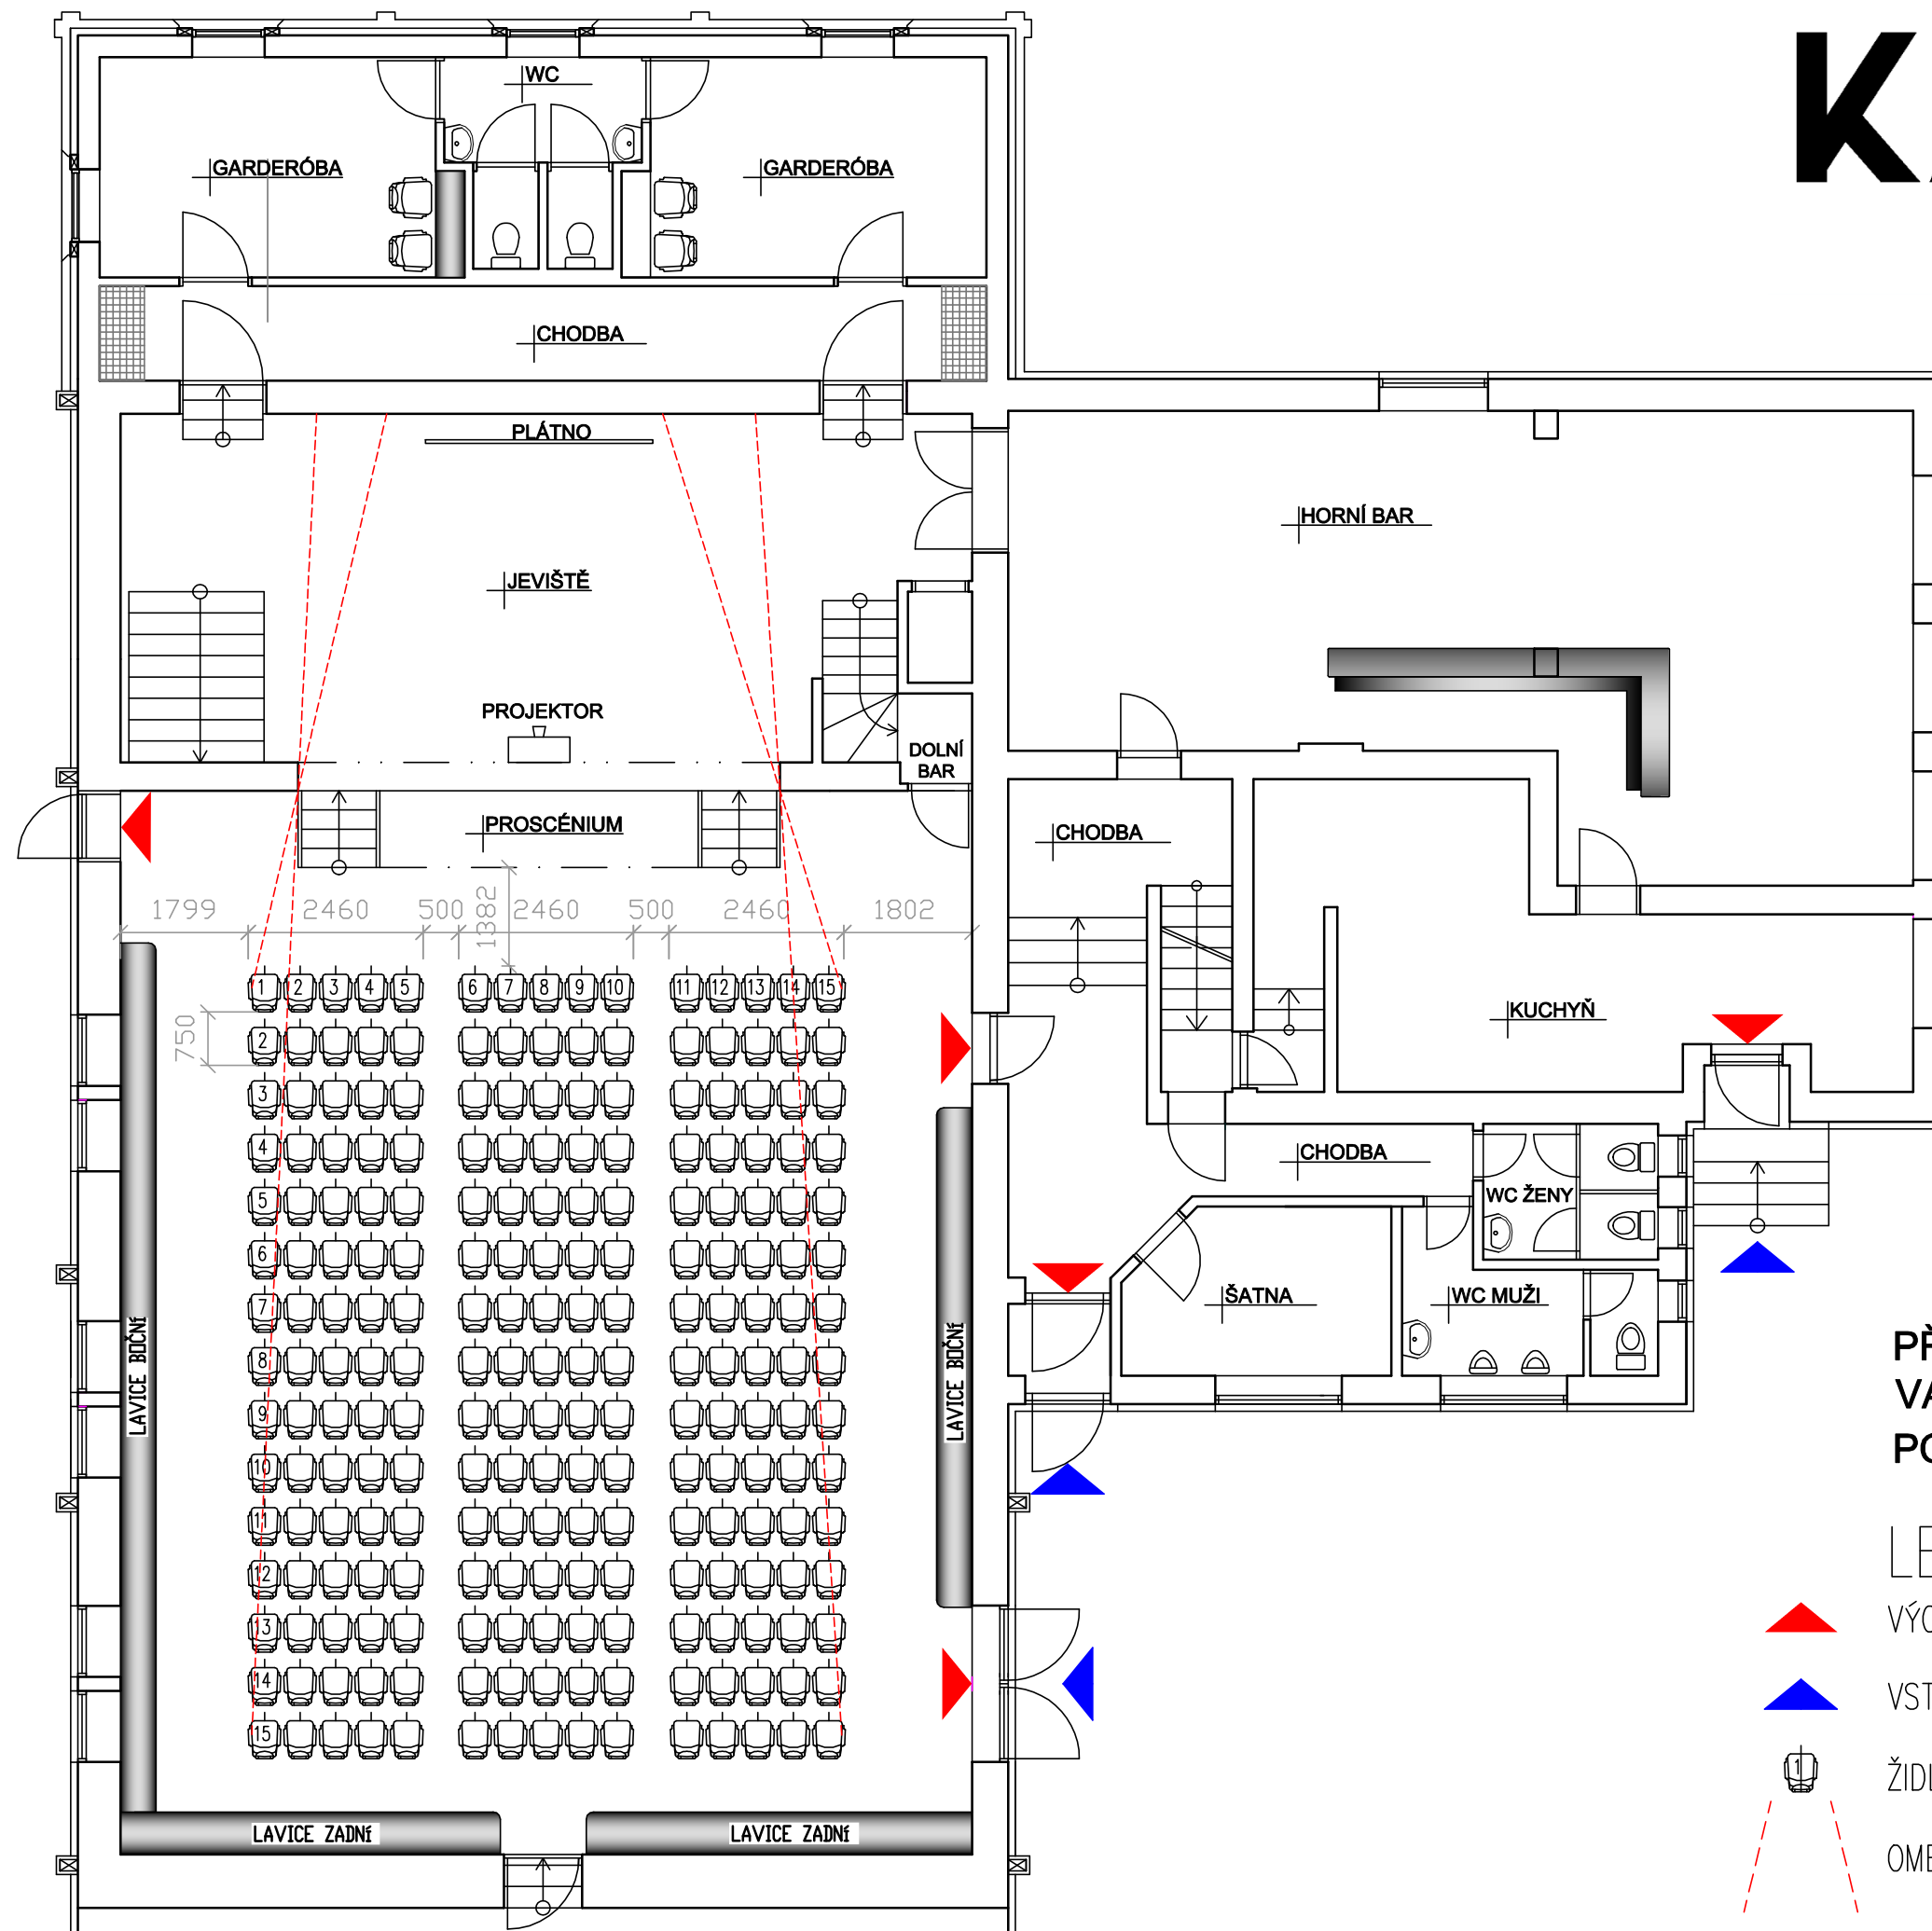 K
WC
GARDERÓBA
GARDERÓBA
CHODBA
PLÁTNO
HORNÍ BAR
JEVIŠTĚ
PROJEKTOR
DOLNÍ
BAR
PROSCÉNIUM
CHODBA
1799 2460 500 2460 500 2460 1802
1382
1 2 3 4 5 6 7 8 9 10 11 12 13 14 15
750
2
3
4
5
6
7
8
9
10
11
12
13
14
15
KUCHYŇ
CHODBA
WC ŽENY
ŠATNA
WC MUŽI
LAVICE BOČNÍ
LAVICE BOČNÍ
LAVICE ZADNÍ
LAVICE ZADNÍ
1